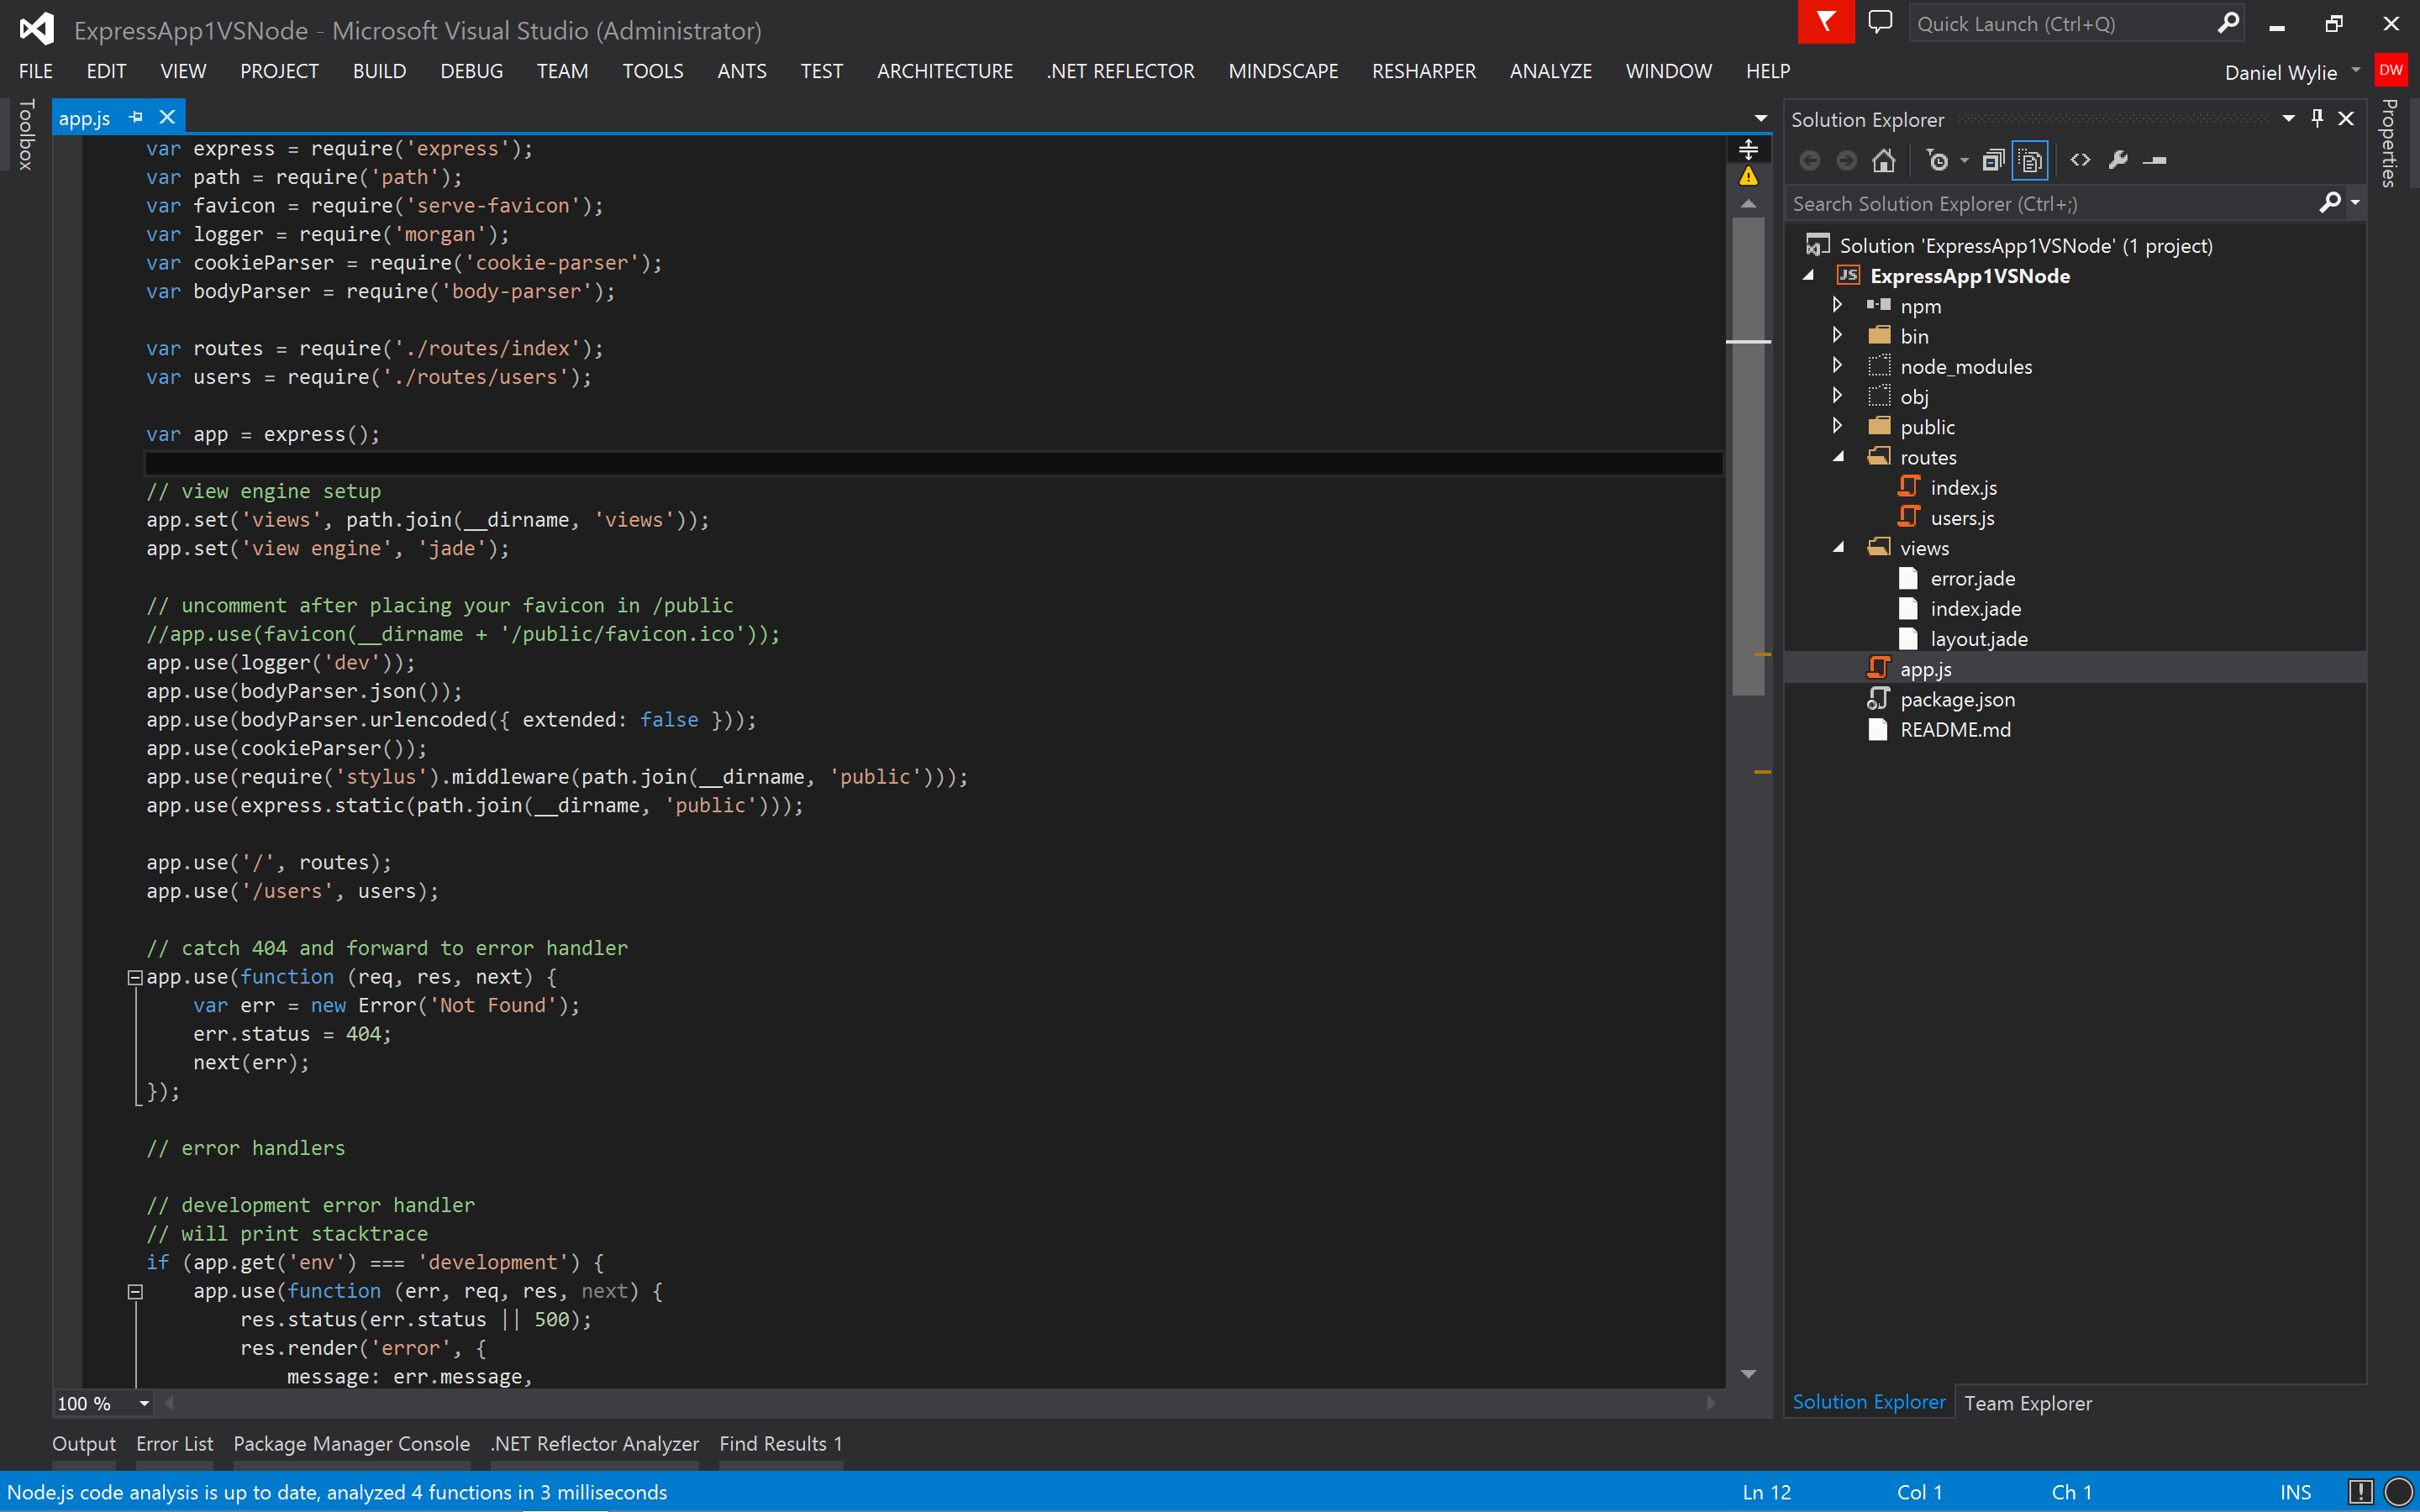 ExpressApp1VSNode - Microsoft Visual Studio (Administrator)
Quick Launch (Ctrl+Q)
FILE EDIT VIEW PROJECT BUILD DEBUG TEAM TOOLS ANTS TEST ARCHITECTURE .NET REFLECTOR MINDSCAPE RESHARPER ANALYZE WINDOW HELP
Daniel Wylie DW
Toolbox
app.js
var express = require('express');
var path = require('path');
var favicon = require('serve-favicon');
var logger = require('morgan');
var cookieParser = require('cookie-parser');
var bodyParser = require('body-parser');
var routes = require('./routes/index');
var users = require('./routes/users');
var app = express();
// view engine setup
app.set('views', path.join(__dirname, 'views'));
app.set('view engine', 'jade');
// uncomment after placing your favicon in /public
//app.use(favicon(__dirname + '/public/favicon.ico'));
app.use(logger('dev'));
app.use(bodyParser.json());
app.use(bodyParser.urlencoded({ extended: false }));
app.use(cookieParser());
app.use(require('stylus').middleware(path.join(__dirname, 'public')));
app.use(express.static(path.join(__dirname, 'public')));
app.use('/', routes);
app.use('/users', users);
// catch 404 and forward to error handler
app.use(function (req, res, next) {
    var err = new Error('Not Found');
    err.status = 404;
    next(err);
});
// error handlers
// development error handler
// will print stacktrace
if (app.get('env') === 'development') {
    app.use(function (err, req, res, next) {
        res.status(err.status || 500);
        res.render('error', {
            message: err.message,
100 %
Solution Explorer
Search Solution Explorer (Ctrl+;)
Solution 'ExpressApp1VSNode' (1 project)
JS ExpressApp1VSNode
npm
bin
node_modules
obj
public
routes
index.js
users.js
views
error.jade
index.jade
layout.jade
app.js
package.json
README.md
Solution Explorer Team Explorer
Properties
Output Error List Package Manager Console .NET Reflector Analyzer Find Results 1
Node.js code analysis is up to date, analyzed 4 functions in 3 milliseconds
Ln 12 Col 1 Ch 1 INS